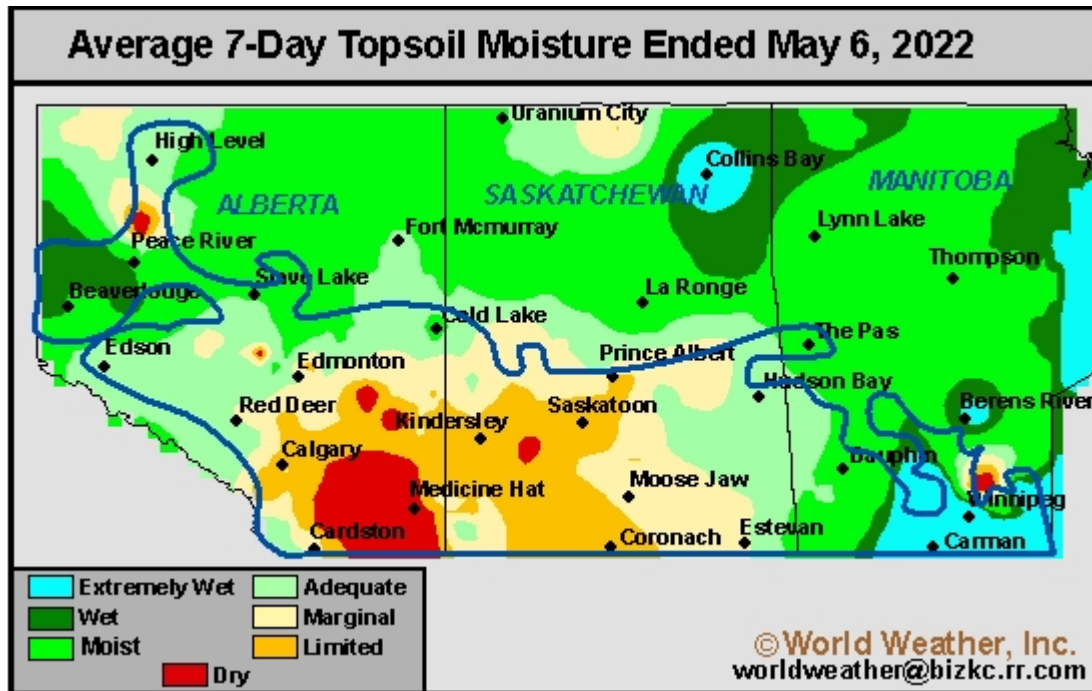 Average 7-Day Topsoil Moisture Ended May 6, 2022
Uranium City
High Level
Collins Bay
ALBERTA
SASKATCHEWAN
MANITOBA
Lynn Lake
Fort Mcmurray
Peace River
Thompson
Slave Lake
Beaverlodge
La Ronge
Cold Lake
The Pas
Edson
Edmonton
Prince Albert
Hudson Bay
Red Deer
Kindersley
Saskatoon
Berens River
Calgary
Dauphin
Medicine Hat
Moose Jaw
Winnipeg
Cardston
Coronach
Estevan
Carman
Extremely Wet
Adequate
Wet
Marginal
Moist
Limited
Dry
©World Weather, Inc.
worldweather@bizkc.rr.com